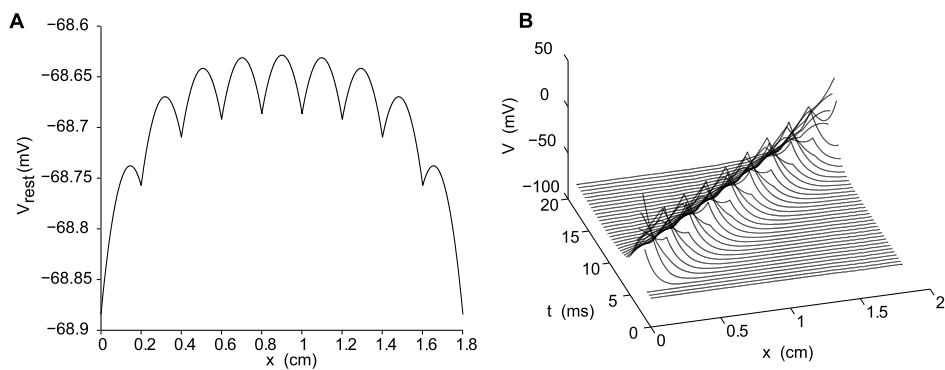 A
−68.6
−68.65
−68.7
−68.75
−68.8
−68.85
−68.9
Vrest(mV)
0 0.2 0.4 0.6 0.8 1 1.2 1.4 1.6 1.8
x (cm)
B
50
0
−50
−100
V (mV)
20
15
10
5
0
t (ms)
0 0.5 1 1.5 2
x (cm)